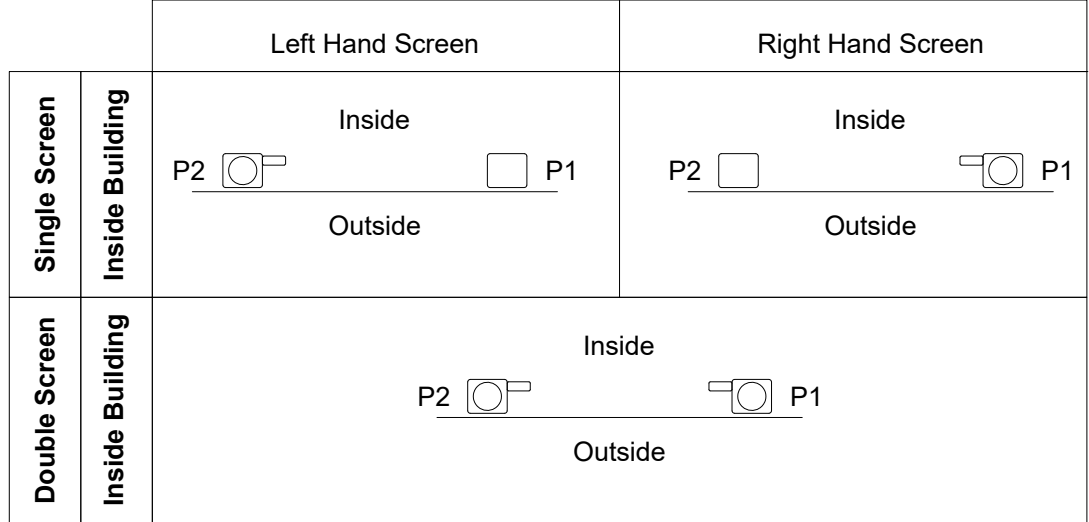 Left Hand Screen
Right Hand Screen
Single Screen
Inside Building
Inside
P2
P1
Outside
Inside
P2
P1
Outside
Double Screen
Inside Building
Inside
P2
P1
Outside